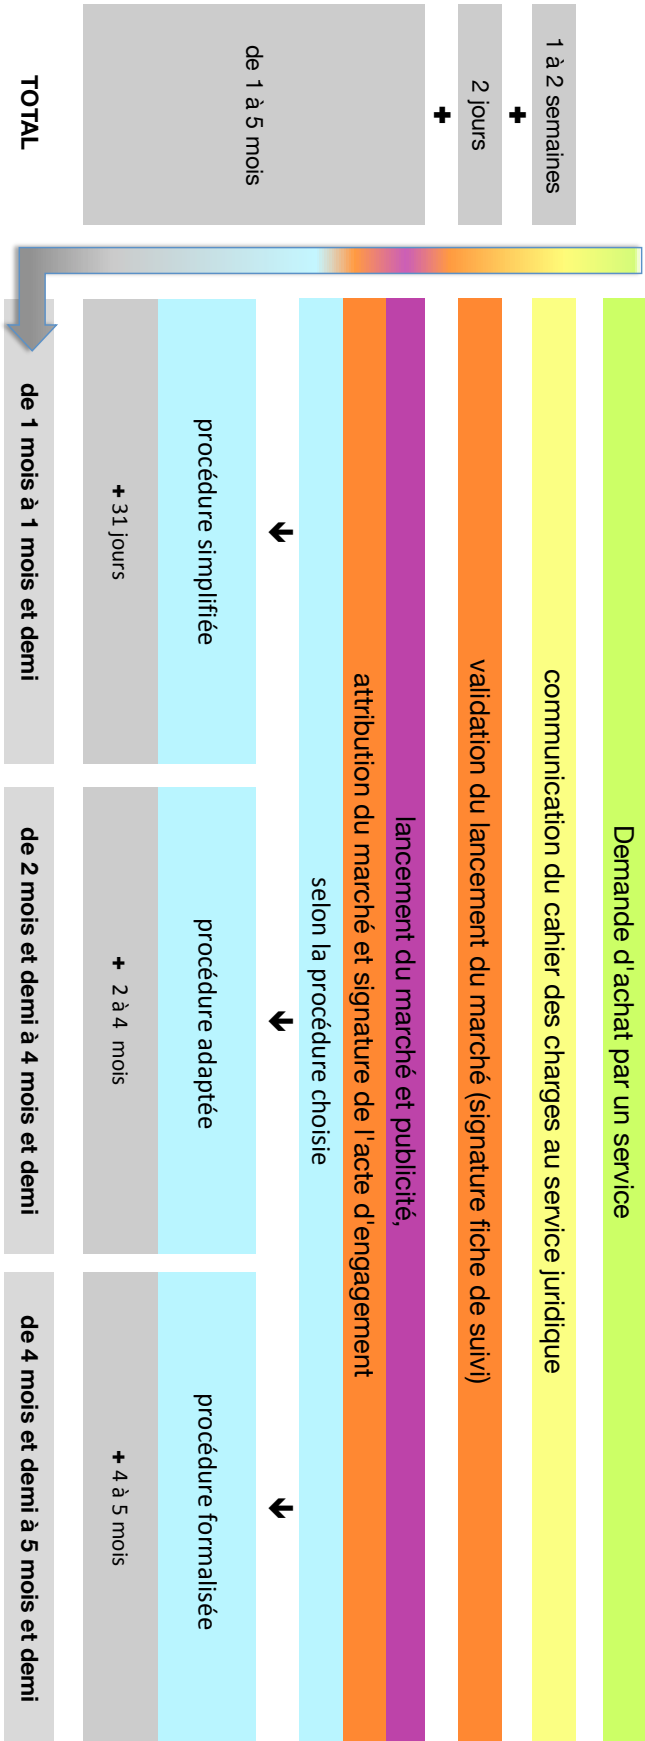 Demande d'achat par un service
1 à 2 semaines
communication du cahier des charges au service juridique
+
2 jours
validation du lancement du marché (signature fiche de suivi)
+
de 1 à 5 mois
lancement du marché et publicité,
attribution du marché et signature de l'acte d'engagement
selon la procédure choisie
procédure simplifiée
procédure adaptée
procédure formalisée
+ 31 jours
+ 2 à 4 mois
+ 4 à 5 mois
TOTAL
de 1 mois à 1 mois et demi
de 2 mois et demi à 4 mois et demi
de 4 mois et demi à 5 mois et demi